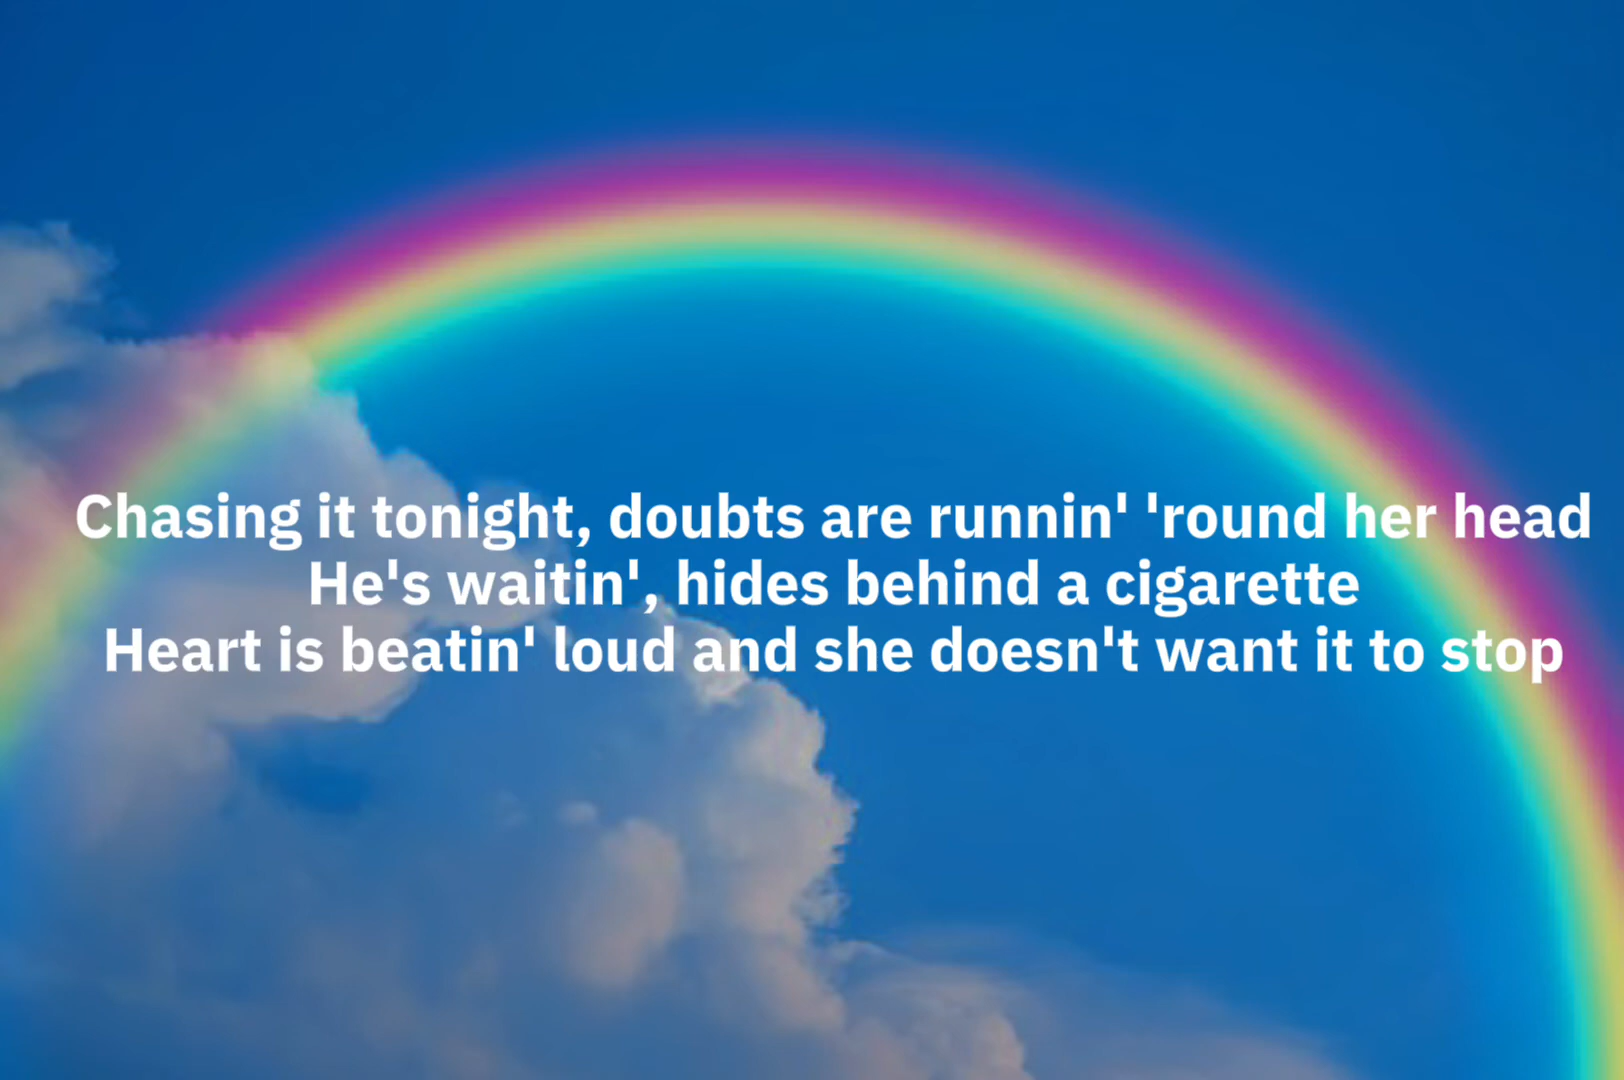 Chasing it tonight, doubts are runnin' 'round her head
He's waitin', hides behind a cigarette
Heart is beatin' loud and she doesn't want it to stop